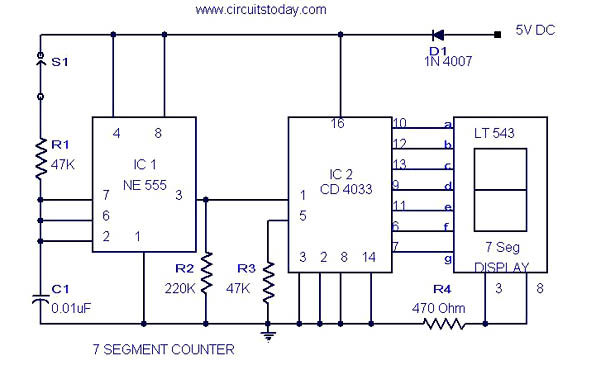 www.circuitstoday.com
5V DC
D1
1N 4007
S1
R1
47K
4 8
IC 1
NE 555
7
6
2
3
1
16
IC 2
CD 4033
1
5
3 2 8 14
10 a
12 b
13 c
9 d
11 e
6 f
7 g
LT 543
7 Seg
DISPLAY
3 8
R2
220K
R3
47K
R4
470 Ohm
C1
0.01uF
7 SEGMENT COUNTER